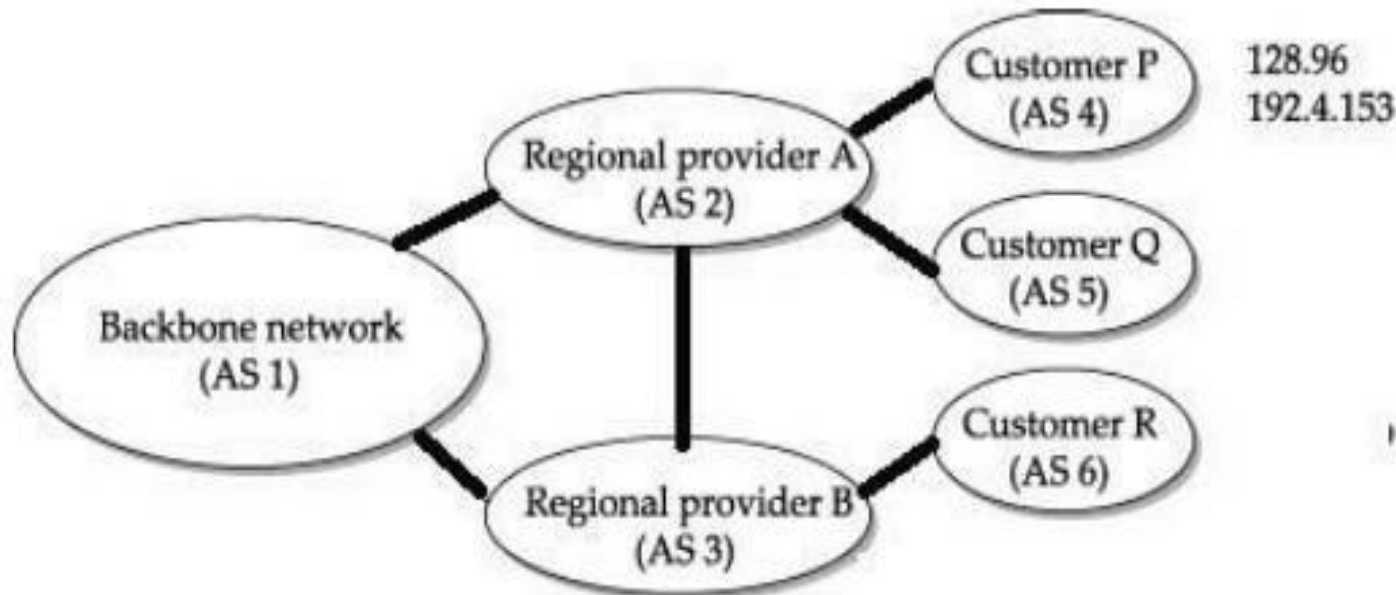 Customer P
(AS 4)
128.96
192.4.153
Regional provider A
(AS 2)
Customer Q
(AS 5)
Backbone network
(AS 1)
Customer R
(AS 6)
Regional provider B
(AS 3)